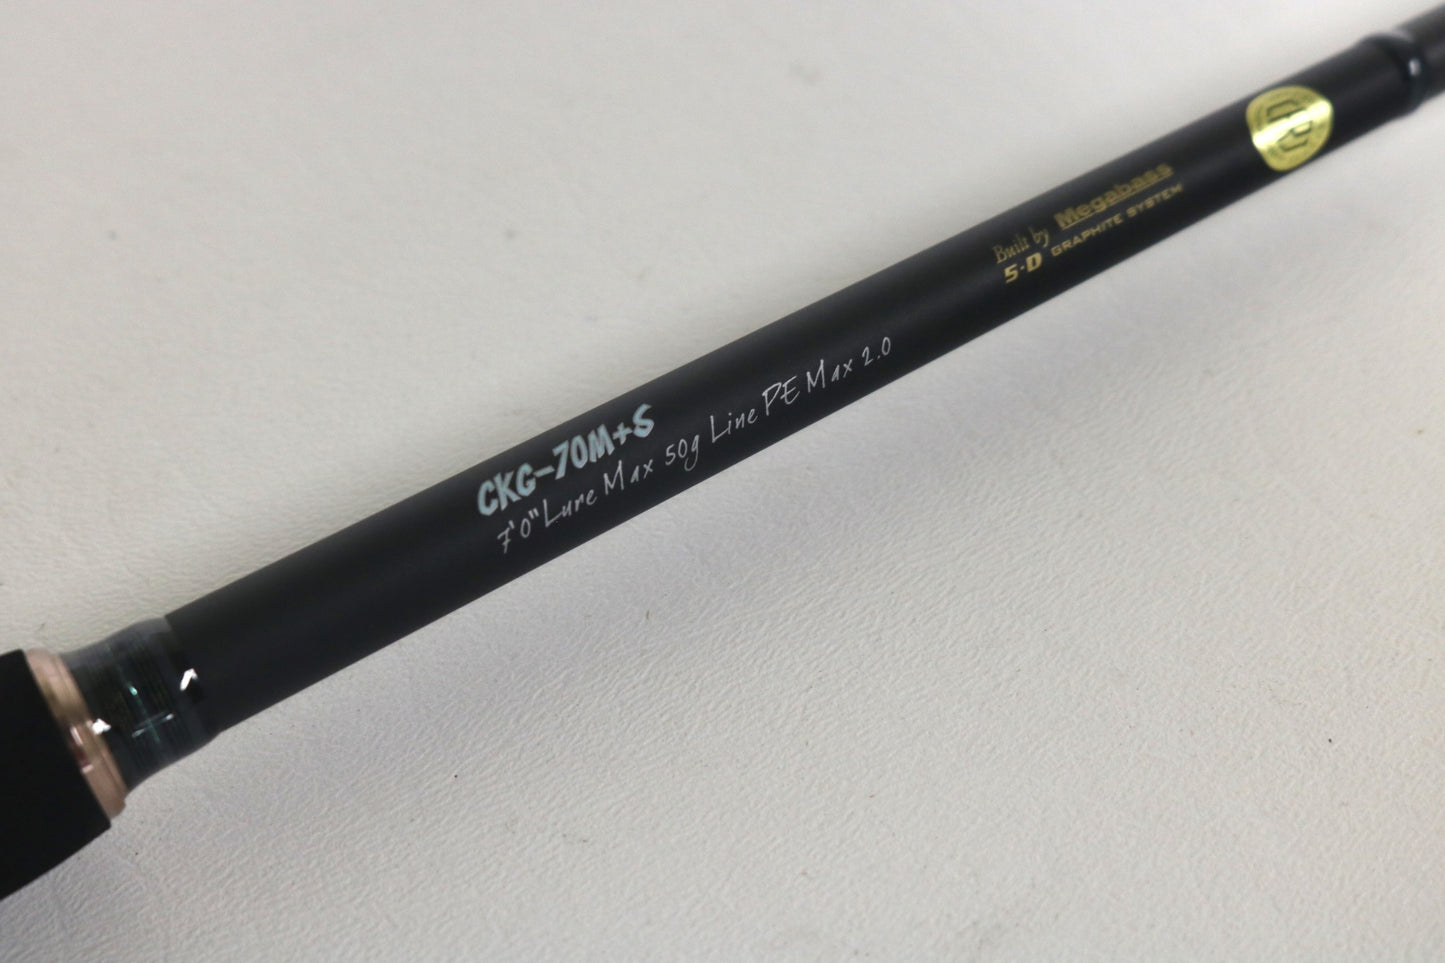 CKG-70M+S
7'0" Lure Max 50g Line PE Max 2.0
Built by Megabass
5-D GRAPHITE SYSTEM